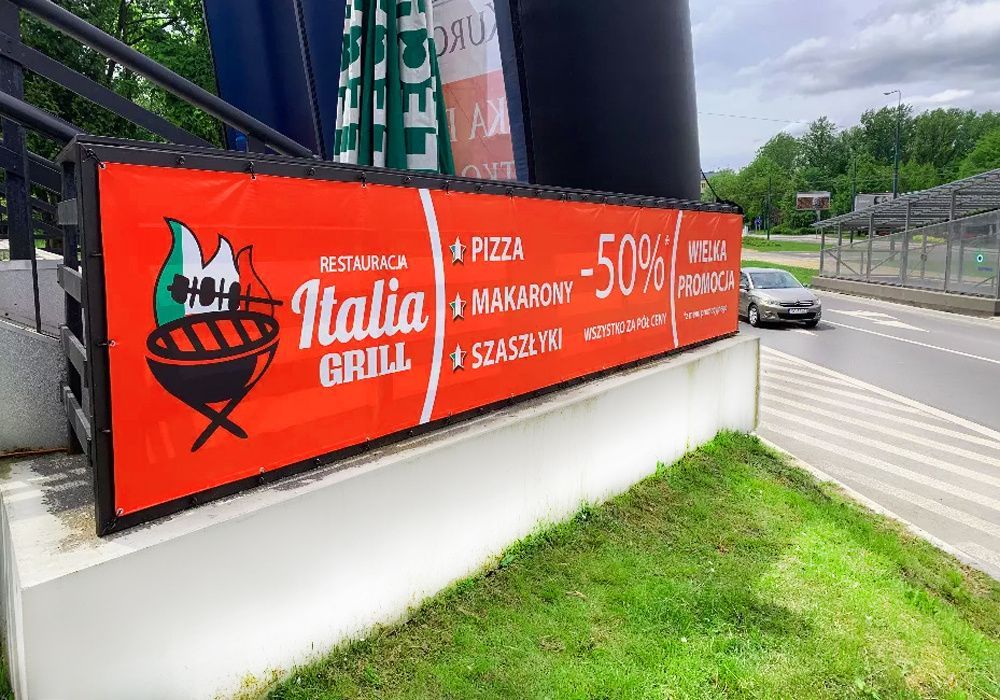 RESTAURACJA
Italia
GRILL
PIZZA
MAKARONY
SZASZŁYKI
-50%*
WSZYSTKO ZA PÓŁ CENY
WIELKA
PROMOCJA